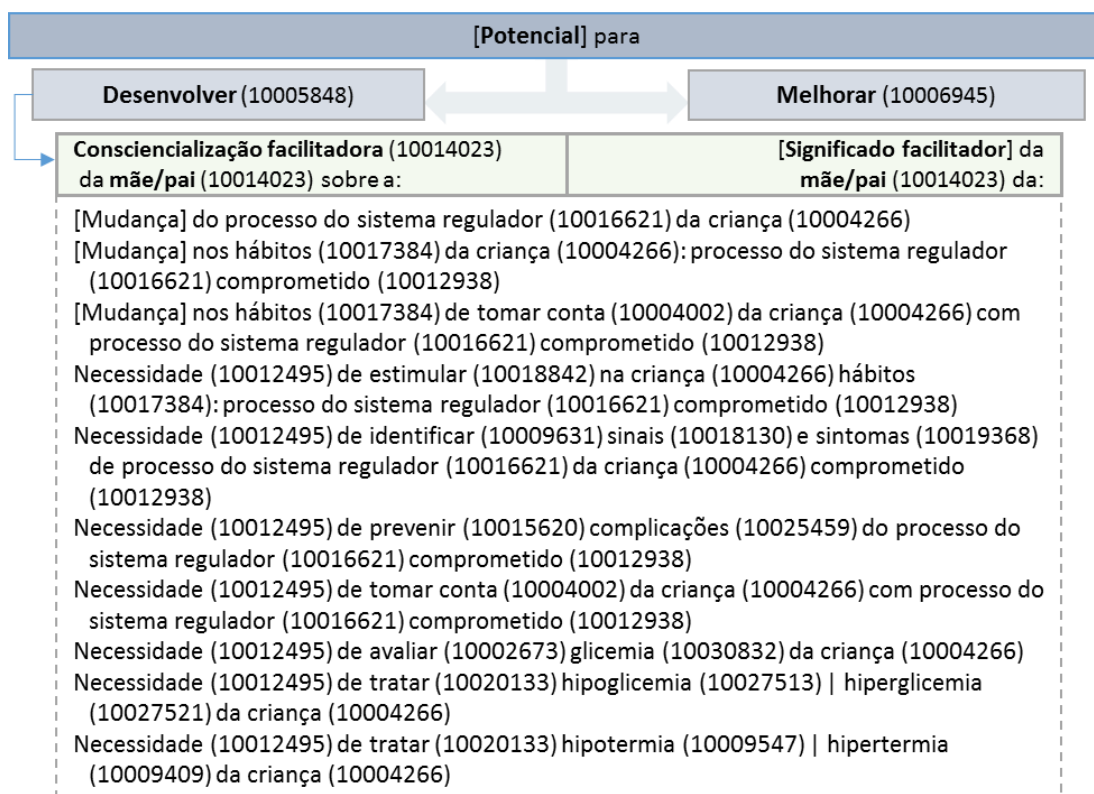 [Potencial] para
Desenvolver (10005848)
Melhorar (10006945)
Consciencialização facilitadora (10014023)
da mãe/pai (10014023) sobre a:
[Significado facilitador] da
mãe/pai (10014023) da:
[Mudança] do processo do sistema regulador (10016621) da criança (10004266)
[Mudança] nos hábitos (10017384) da criança (10004266): processo do sistema regulador
(10016621) comprometido (10012938)
[Mudança] nos hábitos (10017384) de tomar conta (10004002) da criança (10004266) com
processo do sistema regulador (10016621) comprometido (10012938)
Necessidade (10012495) de estimular (10018842) na criança (10004266) hábitos
(10017384): processo do sistema regulador (10016621) comprometido (10012938)
Necessidade (10012495) de identificar (10009631) sinais (10018130) e sintomas (10019368)
de processo do sistema regulador (10016621) da criança (10004266) comprometido
(10012938)
Necessidade (10012495) de prevenir (10015620) complicações (10025459) do processo do
sistema regulador (10016621) comprometido (10012938)
Necessidade (10012495) de tomar conta (10004002) da criança (10004266) com processo do
sistema regulador (10016621) comprometido (10012938)
Necessidade (10012495) de avaliar (10002673) glicemia (10030832) da criança (10004266)
Necessidade (10012495) de tratar (10020133) hipoglicemia (10027513) | hiperglicemia
(10027521) da criança (10004266)
Necessidade (10012495) de tratar (10020133) hipotermia (10009547) | hipertermia
(10009409) da criança (10004266)